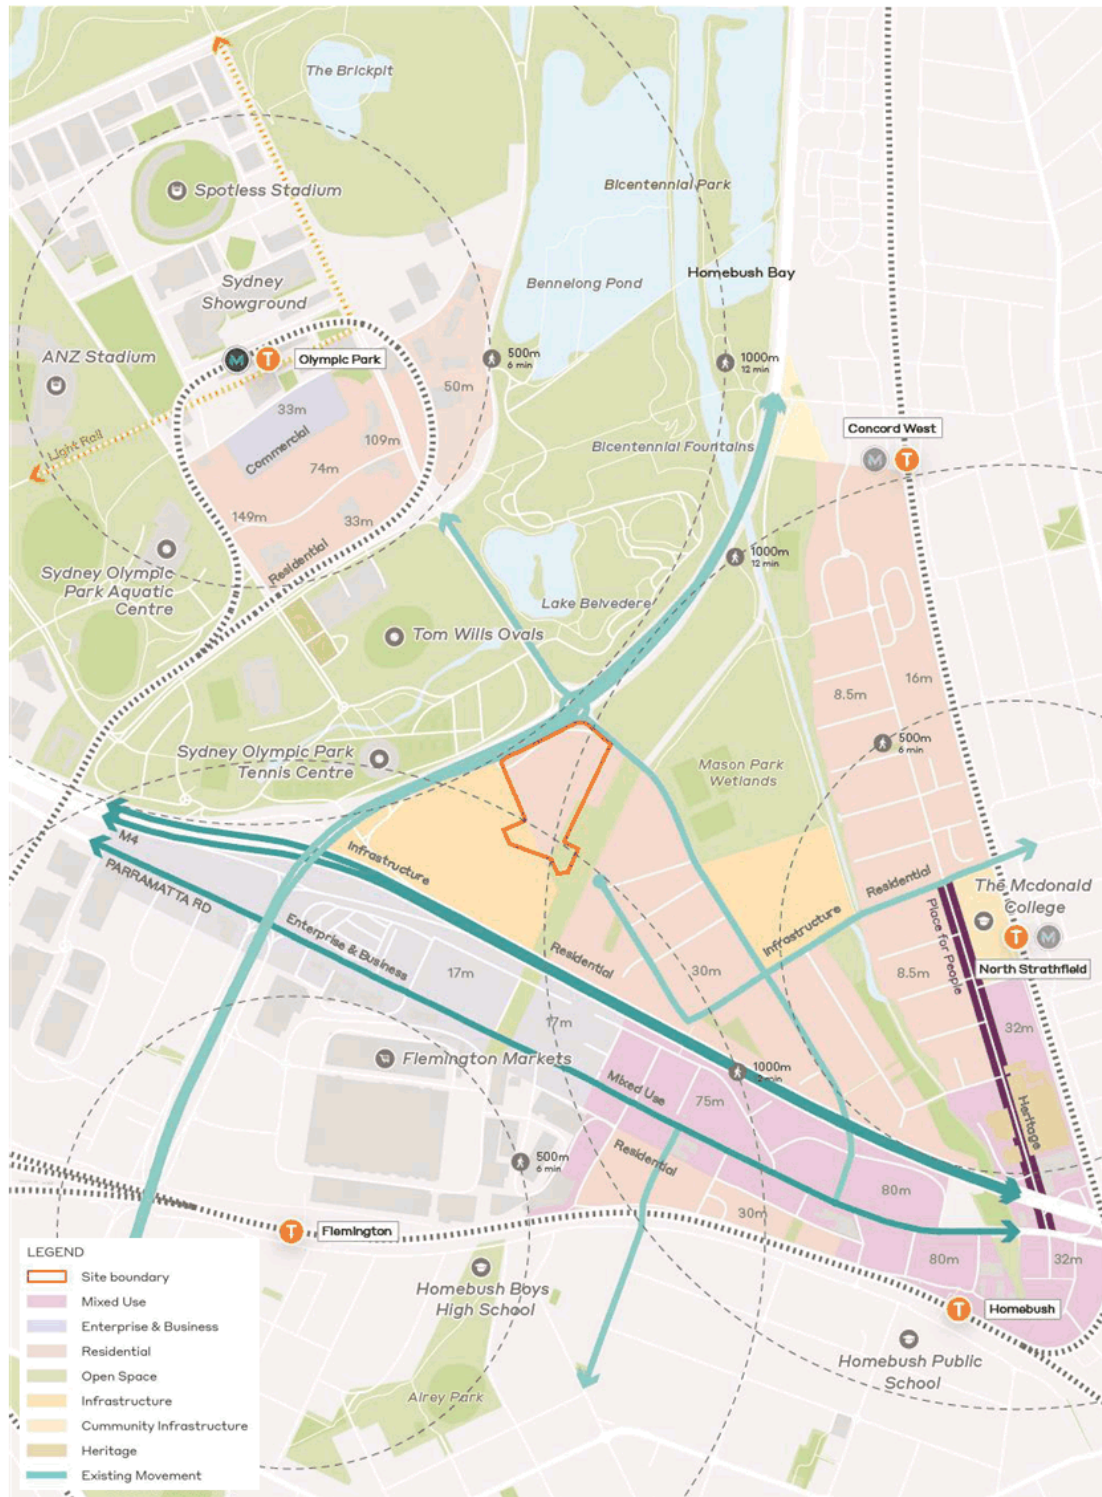 The Brickpit
Spotless Stadium
Bicentennial Park
Homebush Bay
Sydney
Showground
Bennelong Pond
ANZ Stadium
M
T
Olympic Park
500m
6 min
1000m
12 min
50m
33m
Commercial
109m
Light Rail
74m
Bicentennial Fountains
Concord West
M
T
149m
33m
Residential
1000m
12 min
Sydney Olympic
Park Aquatic
Centre
Lake Belvedere
Tom Wills Ovals
16m
8.5m
500m
6 min
Sydney Olympic Park
Tennis Centre
Mason Park
Wetlands
M4
PARRAMATTA RD
Infrastructure
Residential
The Mcdonald
College
T
M
North Strathfield
Place for People
Infrastructure
Enterprise & Business
Residential
17m
30m
8.5m
17m
32m
Flemington Markets
1000m
Mixed Use
75m
Heritage
500m
6 min
Residential
80m
30m
T
Flemington
80m
32m
Homebush Boys
High School
T
Homebush
Homebush Public
School
Airey Park
LEGEND
Site boundary
Mixed Use
Enterprise & Business
Residential
Open Space
Infrastructure
Cummunity Infrastructure
Heritage
Existing Movement